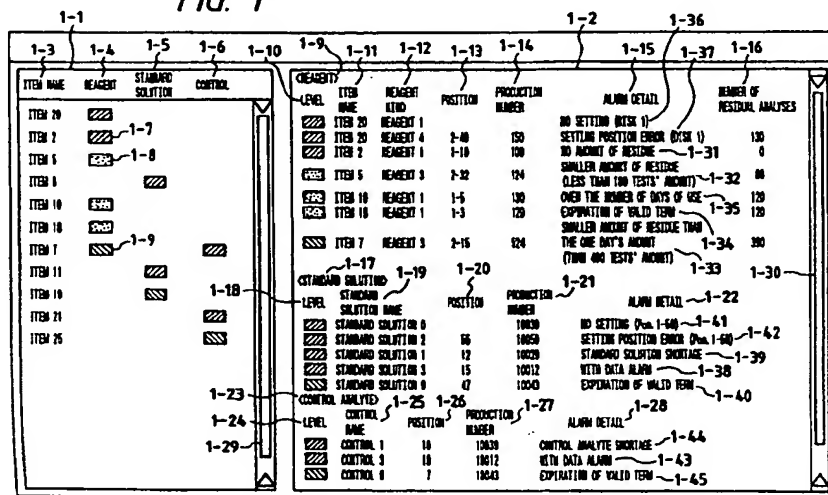 FIG. 1
1-1 1-2 1-36
1-3 1-4 1-5 1-6 1-10 1-9 1-11 1-12 1-13 1-14 1-15 1-37 1-16
ITEM NAME REAGENT STANDARD SOLUTION CONTROL
ITEM 20
ITEM 2 1-7
ITEM 5 1-8
ITEM 8
ITEM 10
ITEM 18
ITEM 7 1-9
ITEM 11
ITEM 19
ITEM 21
ITEM 25
1-29
<REAGENT>
LEVEL ITEM NAME REAGENT KIND POSITION PRODUCTION NUMBER ALARM DETAIL NUMBER OF RESIDUAL ANALYSES
ITEM 20 REAGENT 1 NO SETTING (DISK 1)
ITEM 20 REAGENT 4 2-40 150 SETTING POSITION ERROR (DISK 1) 130
ITEM 2 REAGENT 1-10 100 NO AMOUNT OF RESIDUE 1-31 0
ITEM 5 REAGENT 3 2-32 124 SMALLER AMOUNT OF RESIDUE (LESS THAN 100 TESTS' AMOUNT) 1-32
ITEM 10 REAGENT 1 1-5 130 OVER THE NUMBER OF DAYS OF USE 1-35 120
ITEM 18 REAGENT 1 1-3 120 EXPIRATION OF VALID TERM 1-34 120
ITEM 7 REAGENT 3 2-15 124 SMALLER AMOUNT OF RESIDUE THAN THE ONE DAY'S AMOUNT (THAN 400 TESTS' AMOUNT) 1-33 390
1-30
1-17 1-18 1-19 1-20 1-21
<STANDARD SOLUTION>
LEVEL STANDARD SOLUTION NAME POSITION PRODUCTION NUMBER ALARM DETAIL 1-22
STANDARD SOLUTION 6 10030 NO SETTING (Pos. 1-60) 1-41
STANDARD SOLUTION 2 56 10050 SETTING POSITION ERROR (Pos. 1-60) 1-42
STANDARD SOLUTION 1 12 10020 STANDARD SOLUTION SHORTAGE 1-39
STANDARD SOLUTION 3 15 10012 WITH DATA ALARM 1-38
STANDARD SOLUTION 9 47 10043 EXPIRATION OF VALID TERM 1-40
1-23 1-24 1-25 1-26 1-27 1-28
<CONTROL ANALYTE>
LEVEL CONTROL NAME POSITION PRODUCTION NUMBER ALARM DETAIL
CONTROL 1 10 10030 CONTROL ANALYTE SHORTAGE 1-44
CONTROL 3 10 10012 WITH DATA ALARM 1-43
CONTROL 7 10043 EXPIRATION OF VALID TERM 1-45